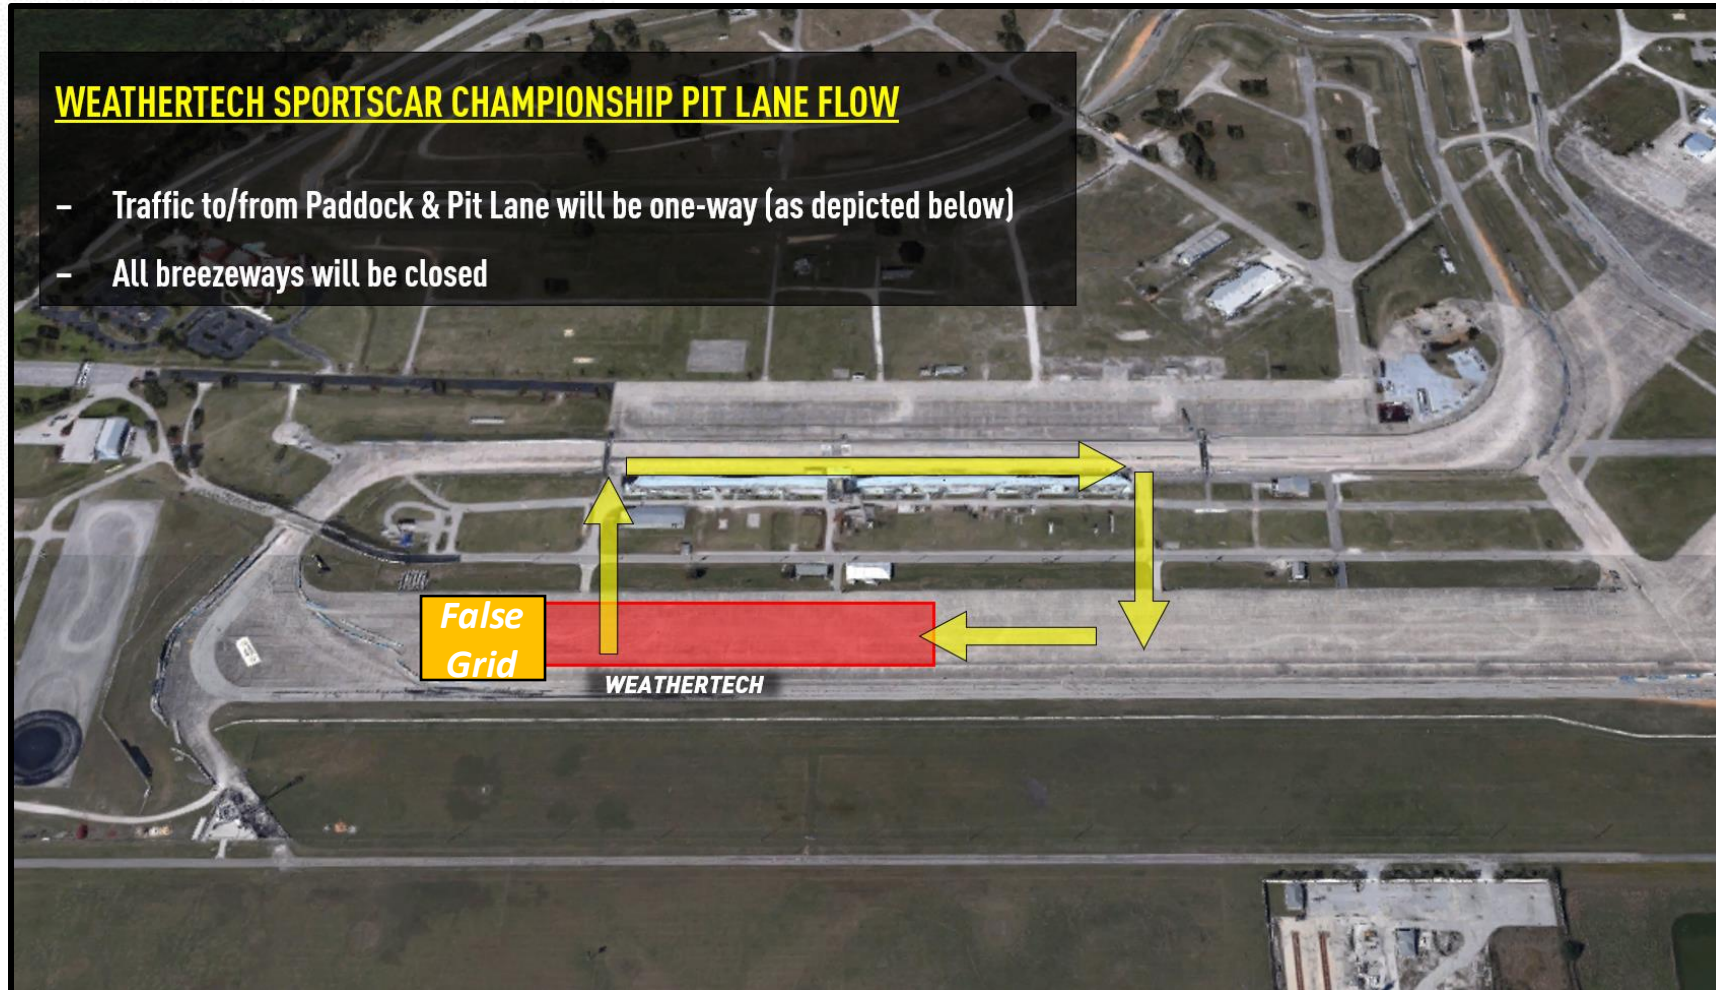 WEATHERTECH SPORTSCAR CHAMPIONSHIP PIT LANE FLOW
– Traffic to/from Paddock & Pit Lane will be one-way (as depicted below)
– All breezeways will be closed
False
Grid
WEATHERTECH